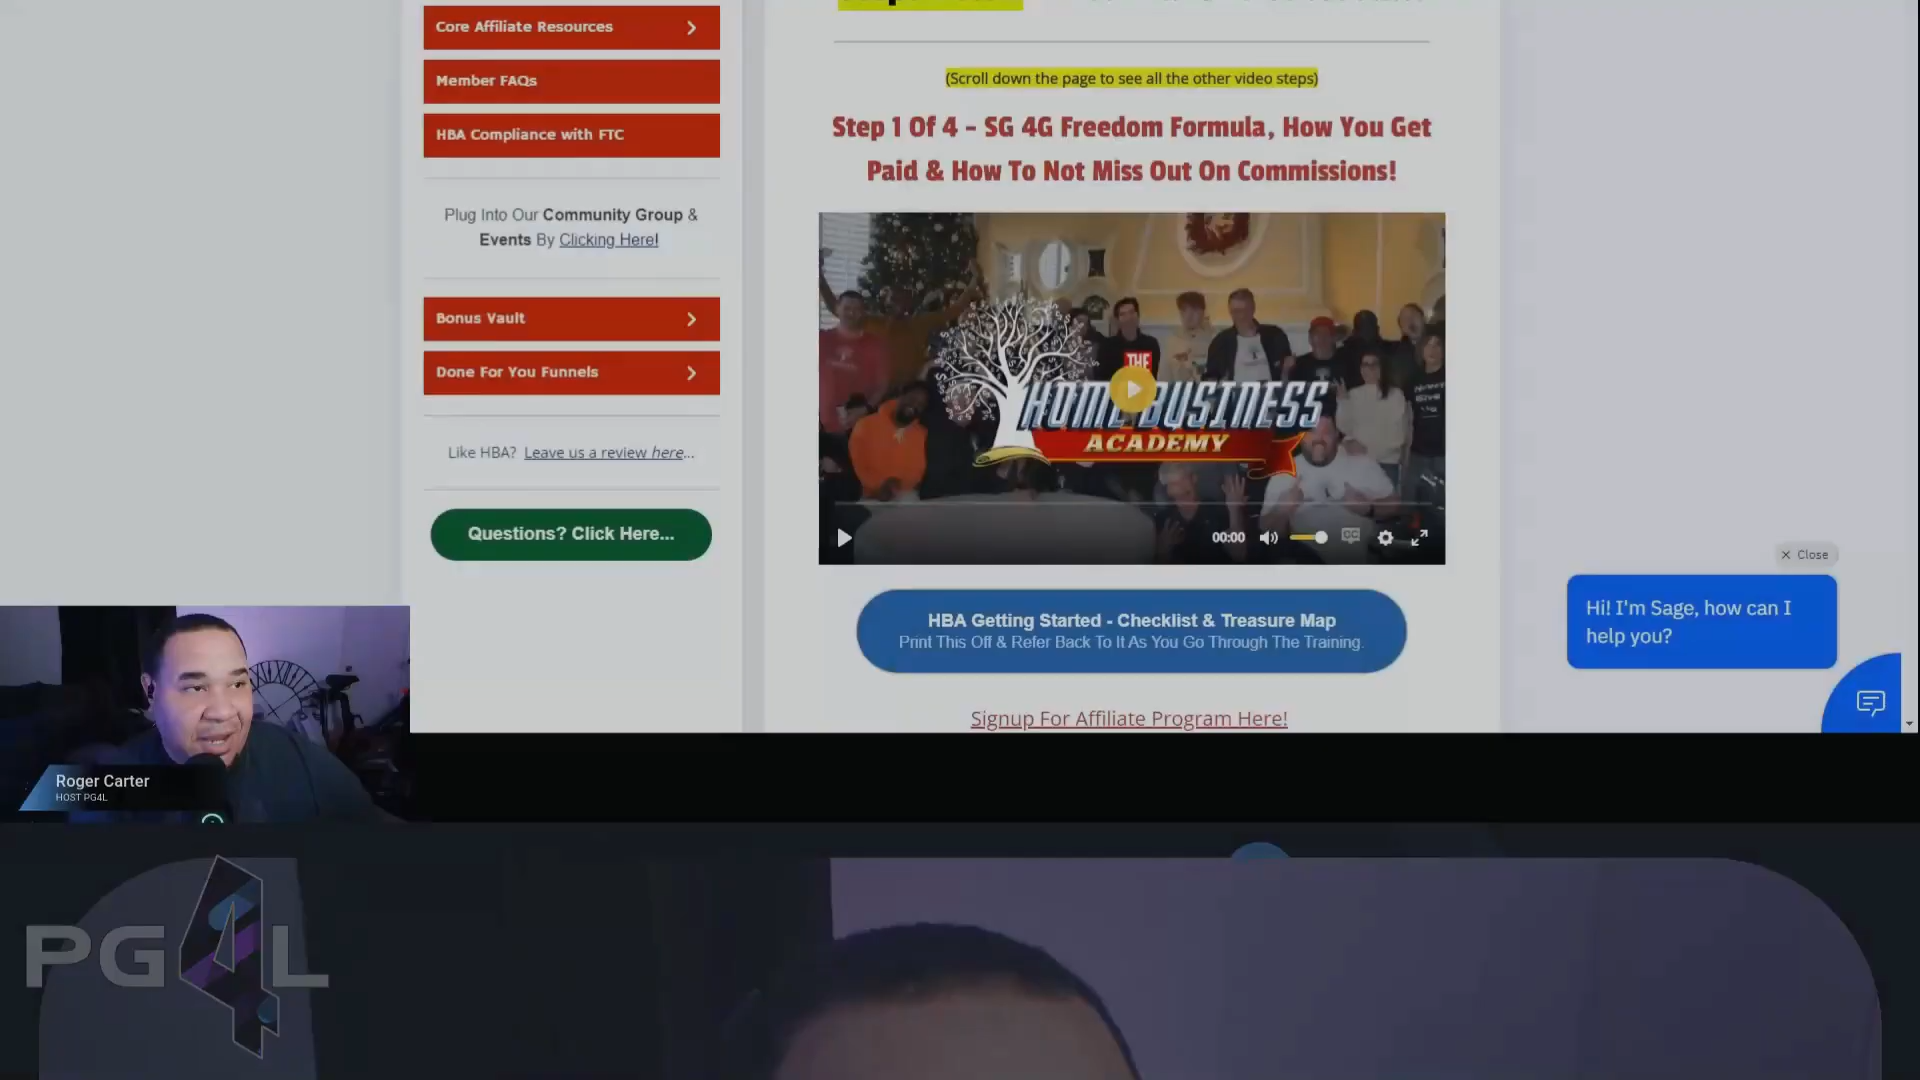 Core Affiliate Resources
Member FAQs
HBA Compliance with FTC
Plug Into Our Community Group &
Events By Clicking Here!
Bonus Vault
Done For You Funnels
Like HBA? Leave us a review here...
Questions? Click Here...
(Scroll down the page to see all the other video steps)
Step 1 Of 4 - SG 4G Freedom Formula, How You Get
Paid & How To Not Miss Out On Commissions!
THE
HOME BUSINESS
ACADEMY
00:00
CC
HBA Getting Started - Checklist & Treasure Map
Print This Off & Refer Back To It As You Go Through The Training.
Signup For Affiliate Program Here!
× Close
Hi! I'm Sage, how can I
help you?
Roger Carter
HOST PG4L
PG4L